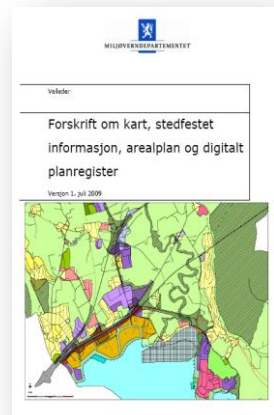 MILJØVERNDEPARTEMENTET
Veileder
Forskrift om kart, stedfestet
informasjon, arealplan og digitalt
planregister
Versjon 1. juli 2009